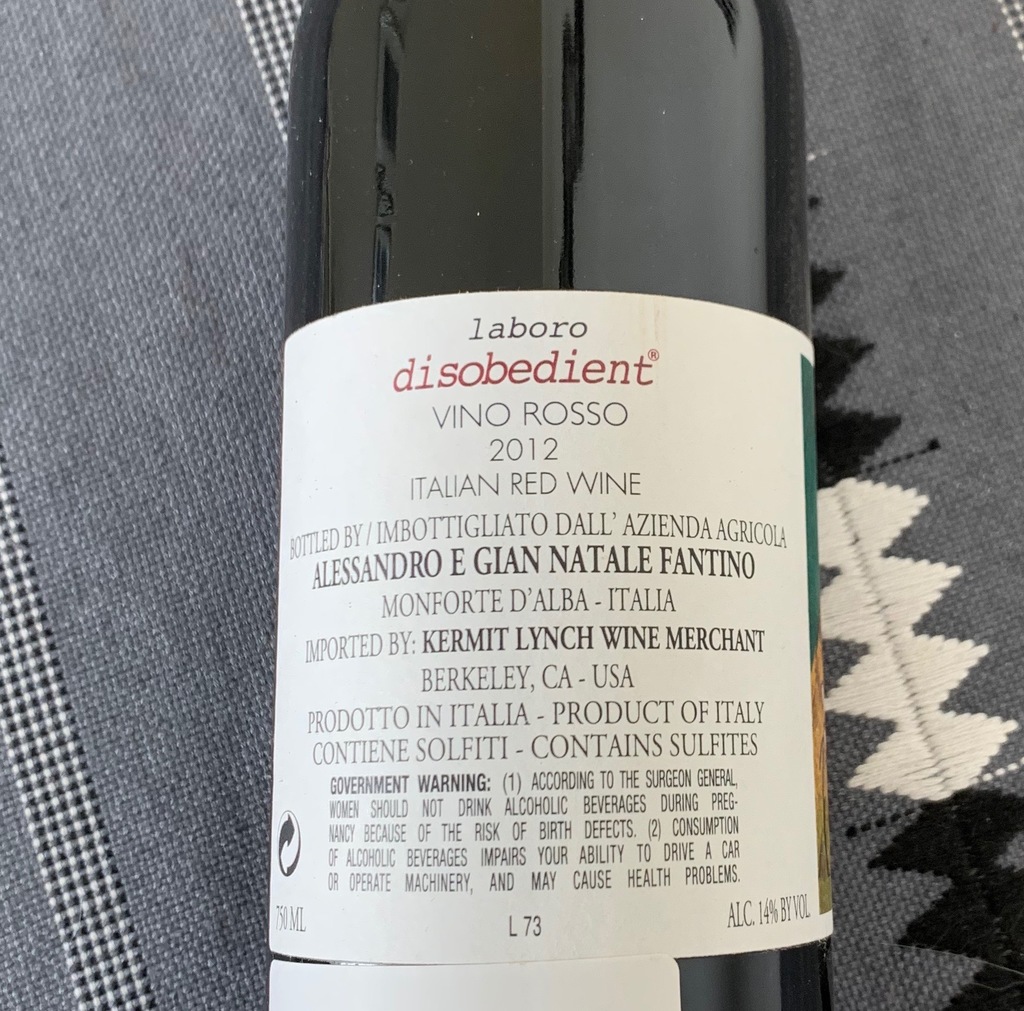 laboro
disobedient®
VINO ROSSO
2012
ITALIAN RED WINE
BOTTLED BY / IMBOTTIGLIATO DALL' AZIENDA AGRICOLA
ALESSANDRO E GIAN NATALE FANTINO
MONFORTE D'ALBA - ITALIA
IMPORTED BY: KERMIT LYNCH WINE MERCHANT
BERKELEY, CA - USA
PRODOTTO IN ITALIA - PRODUCT OF ITALY
CONTIENE SOLFITI - CONTAINS SULFITES
GOVERNMENT WARNING: (1) ACCORDING TO THE SURGEON GENERAL,
WOMEN SHOULD NOT DRINK ALCOHOLIC BEVERAGES DURING PREG-
NANCY BECAUSE OF THE RISK OF BIRTH DEFECTS. (2) CONSUMPTION
OF ALCOHOLIC BEVERAGES IMPAIRS YOUR ABILITY TO DRIVE A CAR
OR OPERATE MACHINERY, AND MAY CAUSE HEALTH PROBLEMS.
750 ML
L 73
ALC. 14% BY VOL.